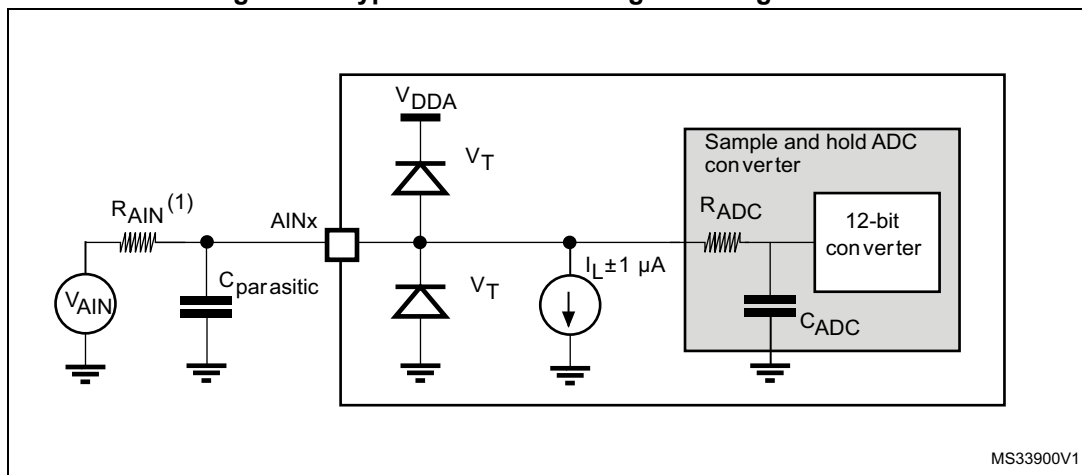 V_DDA
V_T
Sample and hold ADC
converter
R_AIN (1)
AINx
R_ADC
12-bit
converter
V_AIN
C_parasitic
V_T
I_L±1 µA
C_ADC
MS33900V1